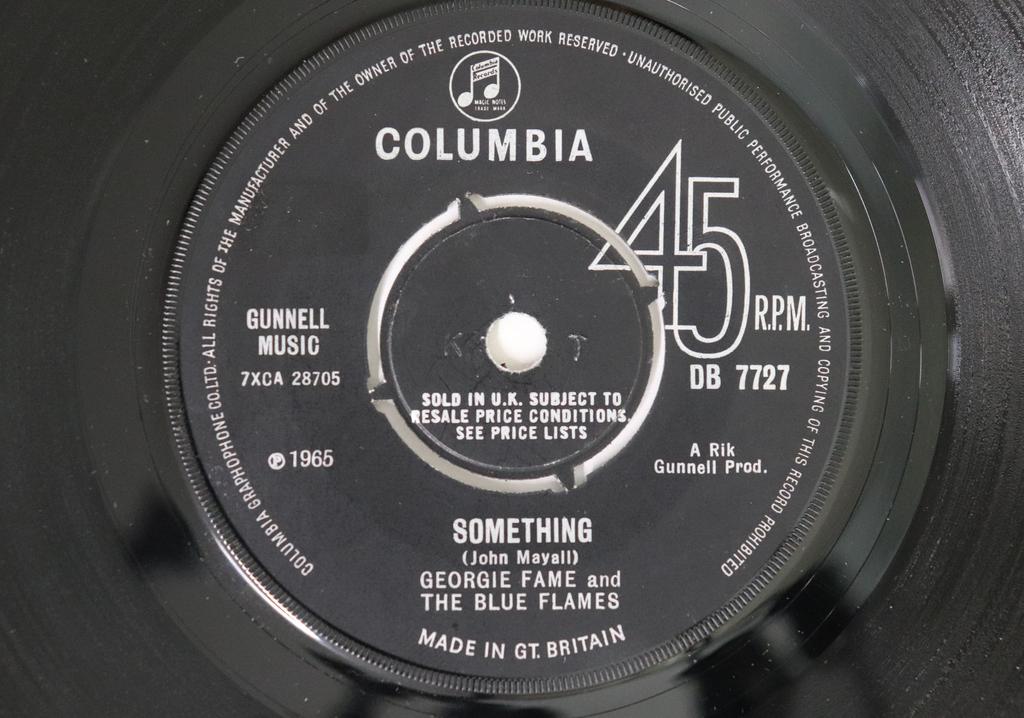 COLUMBIA GRAPHOPHONE CO.LTD·ALL RIGHTS OF THE MANUFACTURER AND OF THE OWNER OF THE RECORDED WORK RESERVED·UNAUTHORISED PUBLIC PERFORMANCE BROADCASTING AND COPYING OF THIS RECORD PROHIBITED
Columbia
Records
MAGIC NOTES
TRADE MARK
COLUMBIA
45
R.P.M.
GUNNELL
MUSIC
7XCA 28705
DB 7727
K T
SOLD IN U.K. SUBJECT TO
RESALE PRICE CONDITIONS.
SEE PRICE LISTS
℗ 1965
A Rik
Gunnell Prod.
SOMETHING
(John Mayall)
GEORGIE FAME and
THE BLUE FLAMES
MADE IN GT. BRITAIN